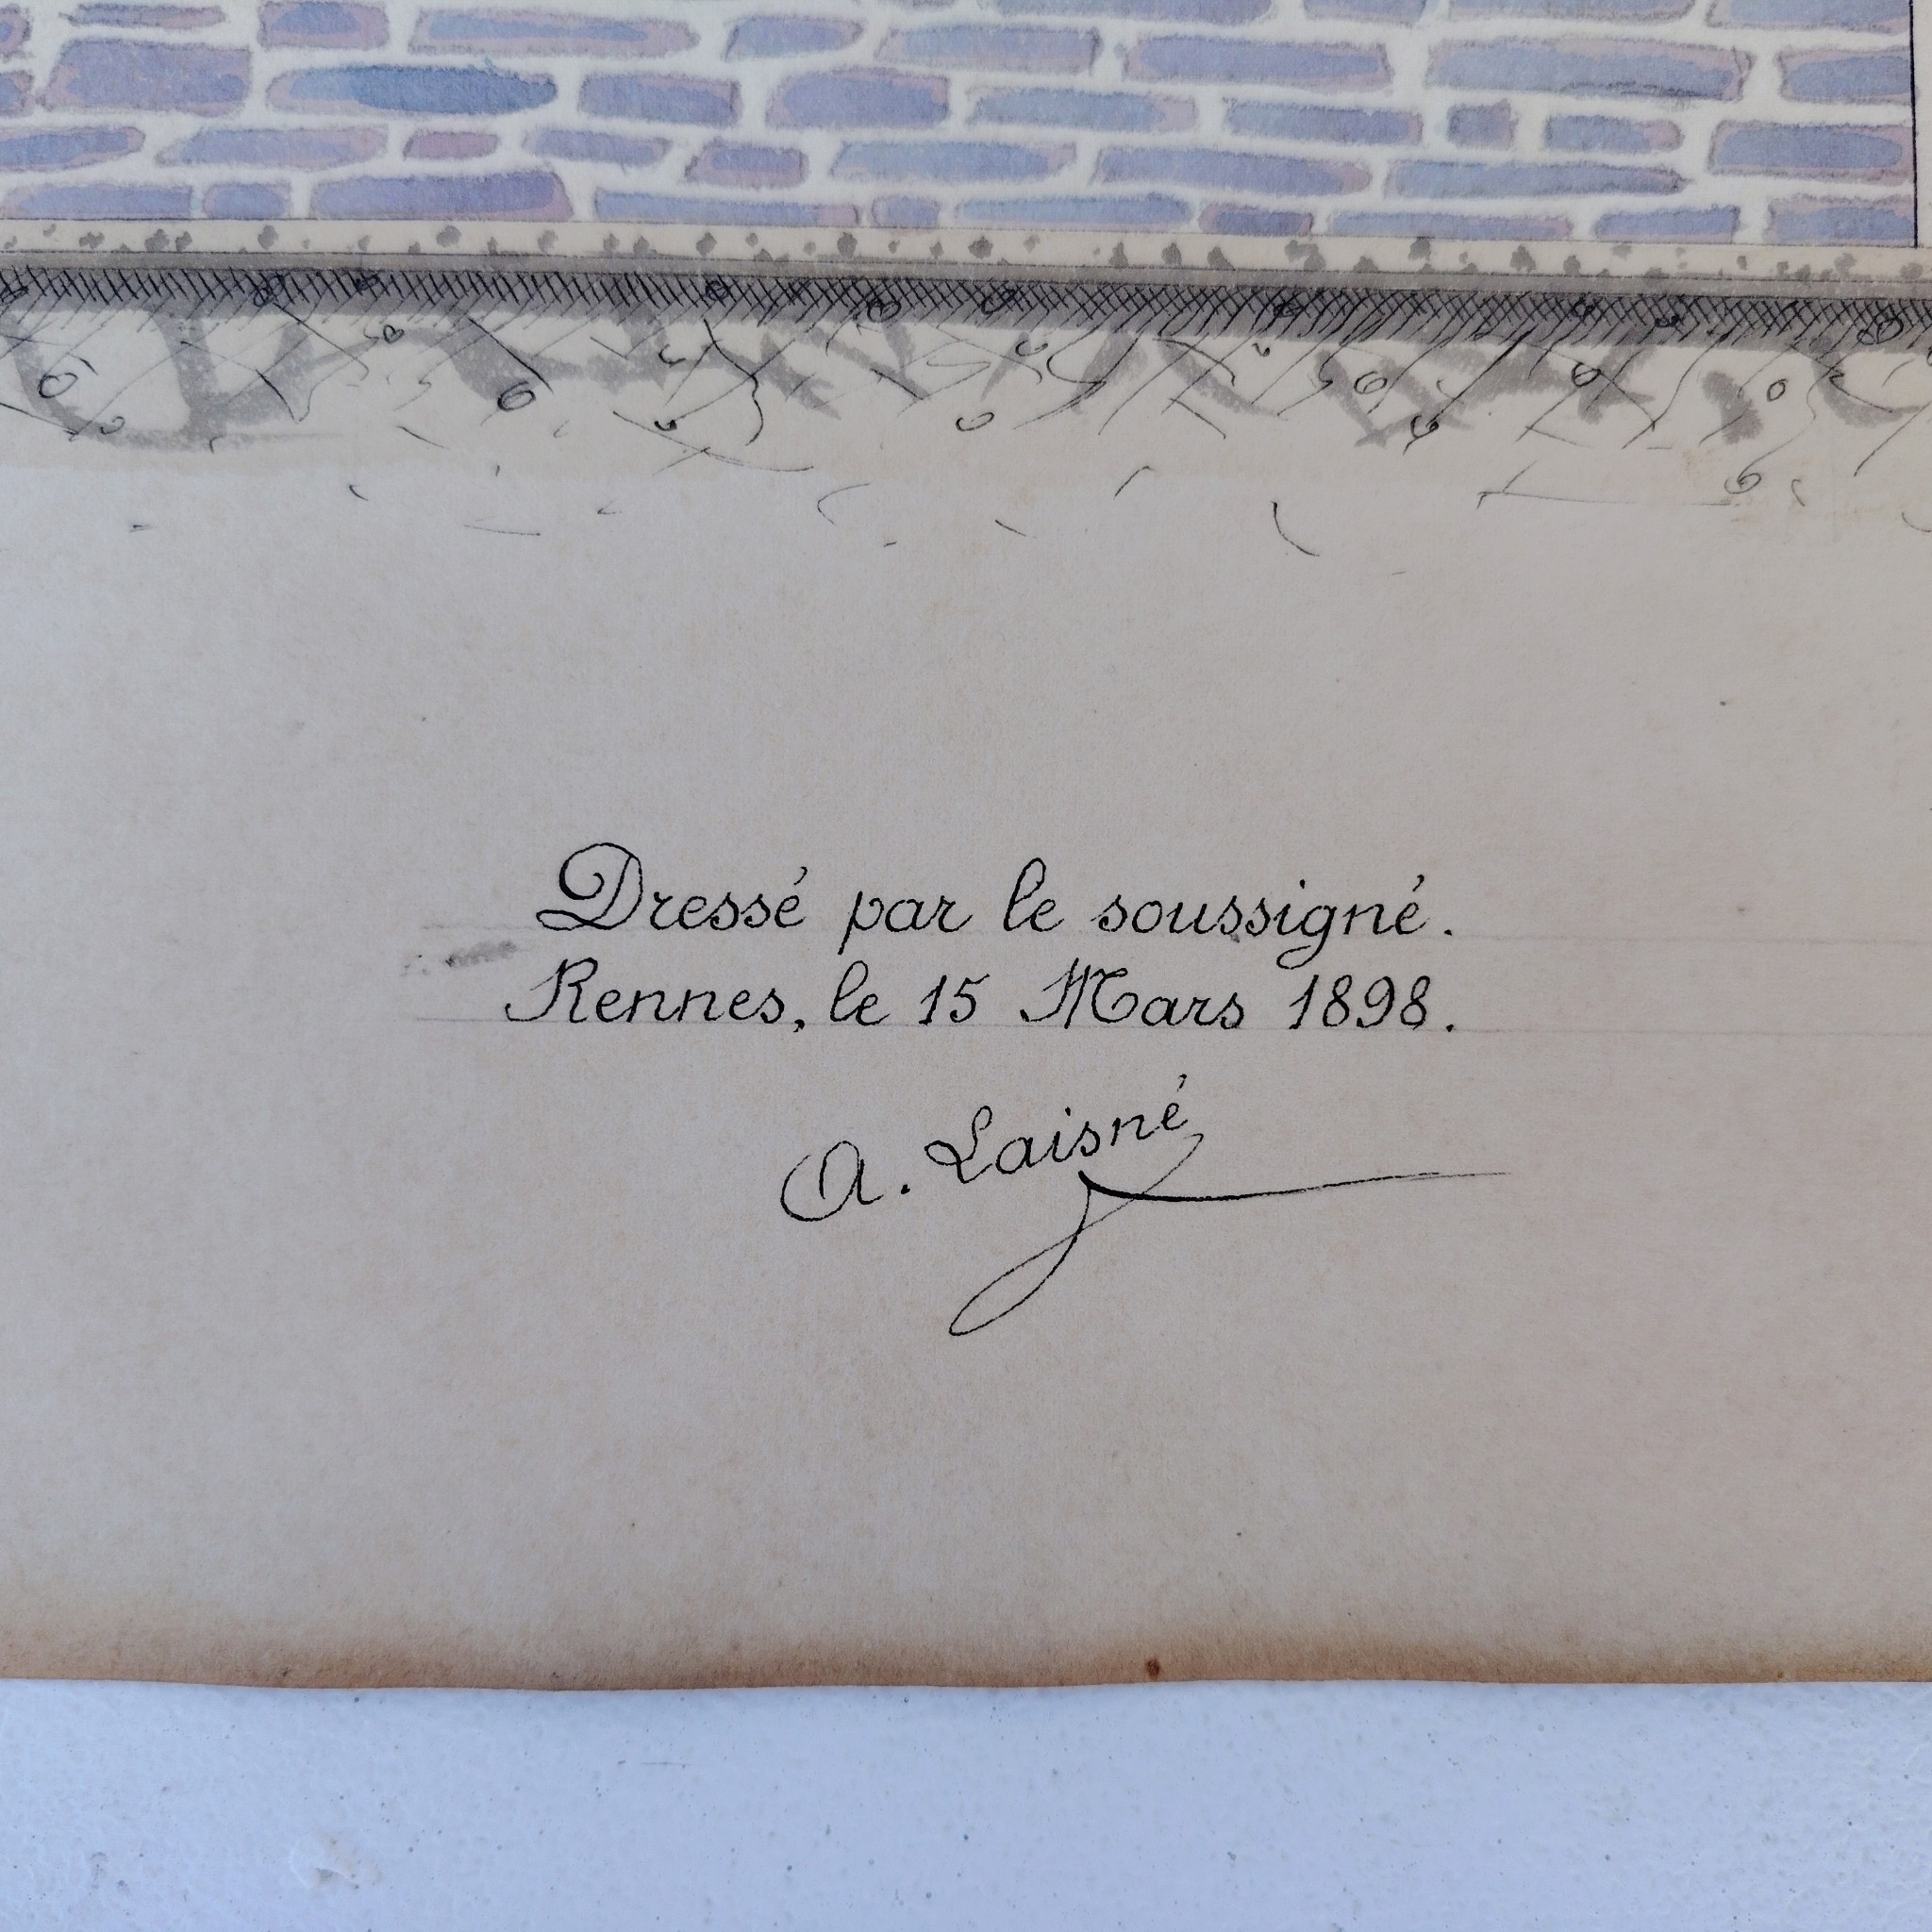 Dressé par le soussigné.
Rennes, le 15 Mars 1898.
A. Laisné